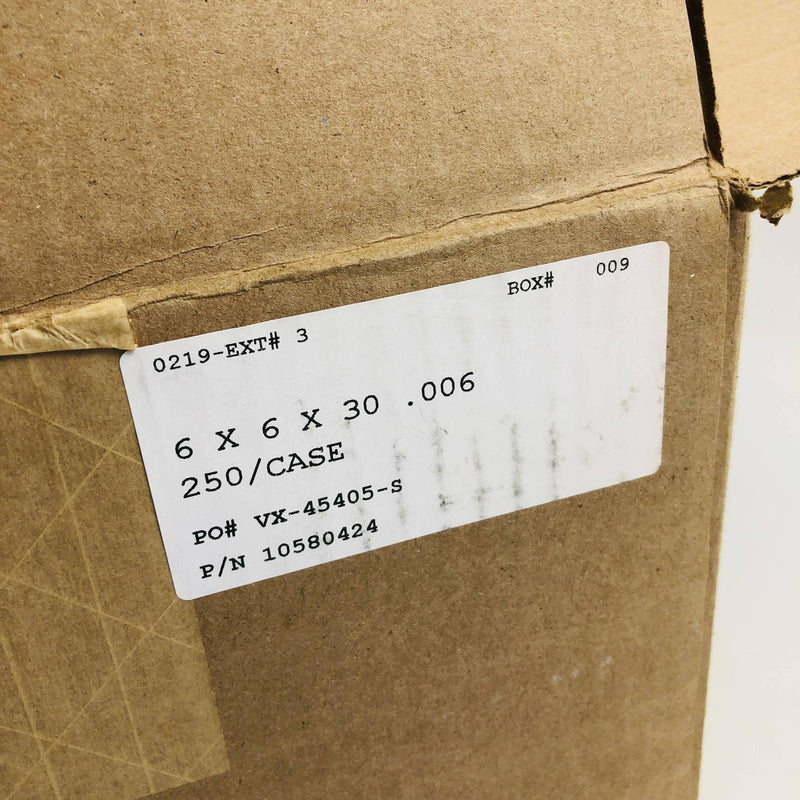 0219-EXT# 3 BOX# 009
6 X 6 X 30 .006
250/CASE
PO# VX-45405-S
P/N 10580424